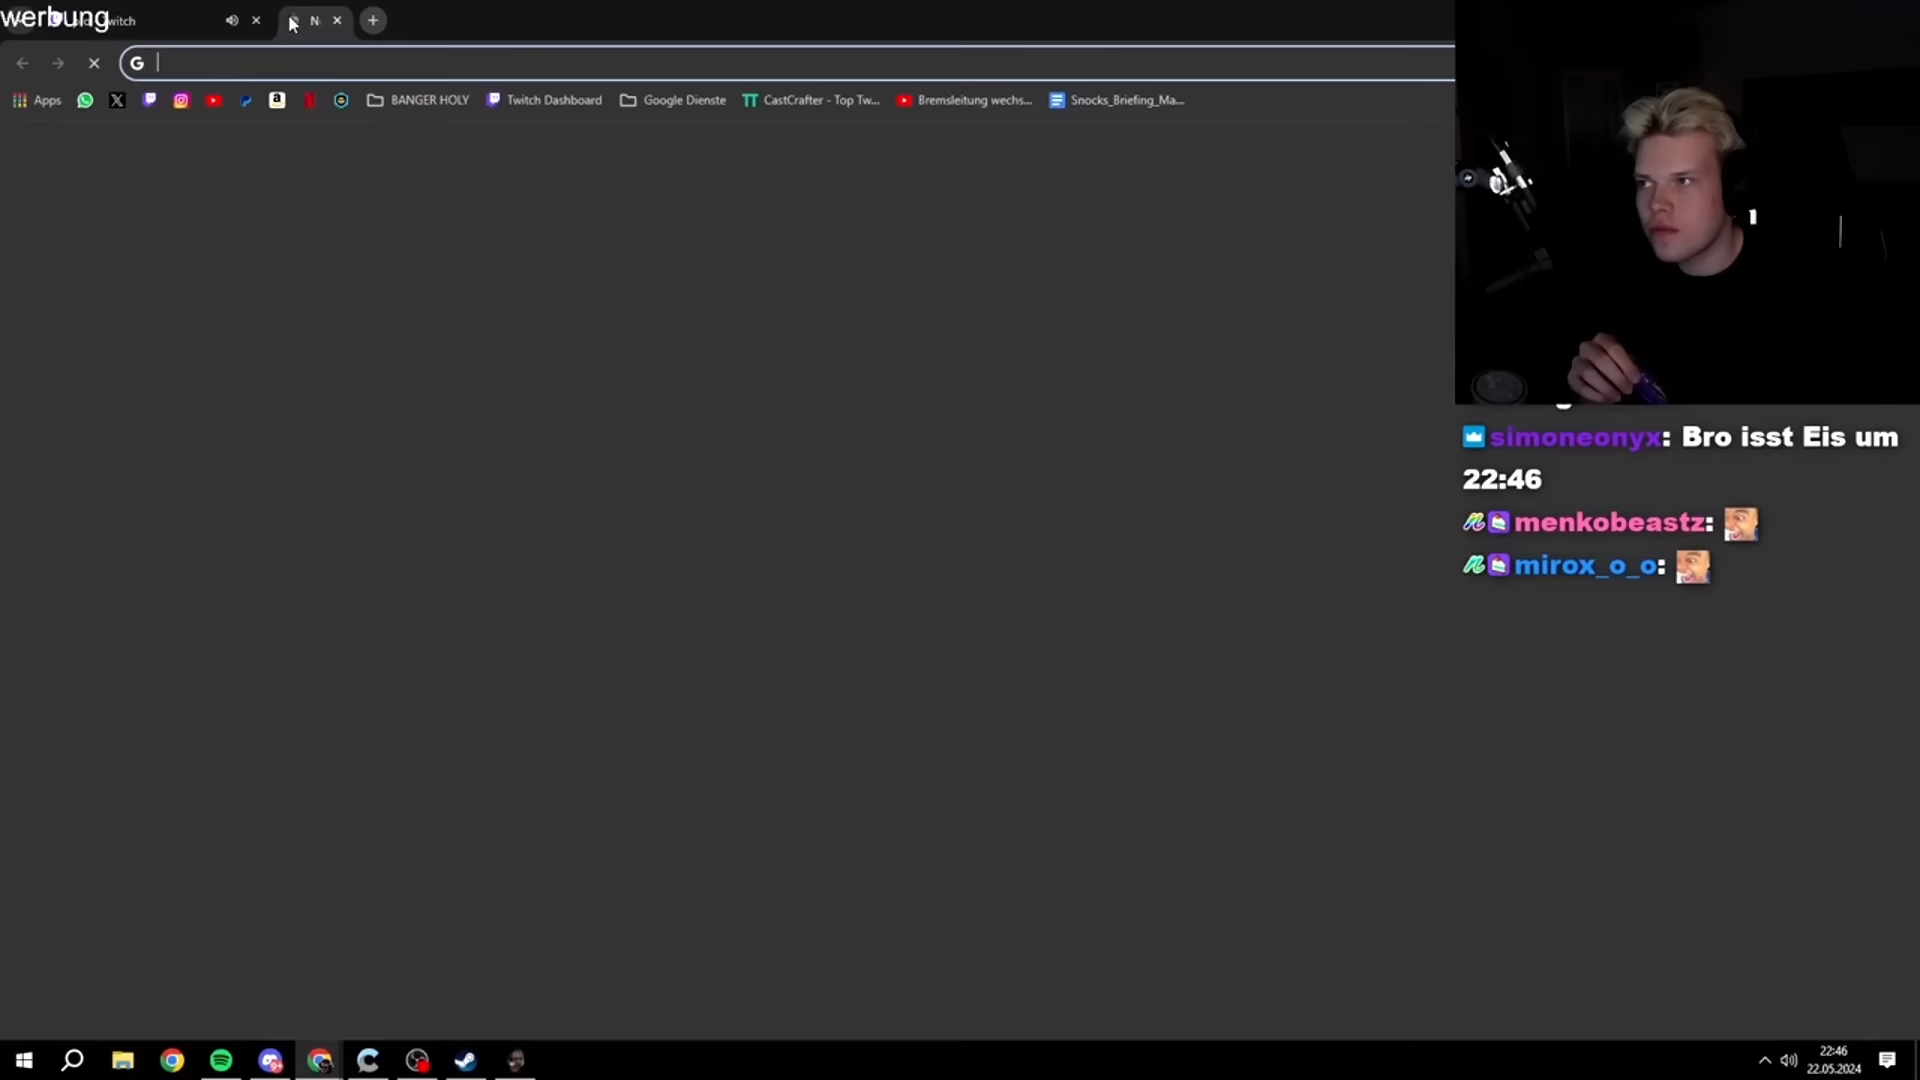 werbung
witch
N
Apps
BANGER HOLY
Twitch Dashboard
Google Dienste
CastCrafter - Top Tw...
Bremsleitung wechs...
Snocks_Briefing_Ma...
simoneonyx: Bro isst Eis um
22:46
menkobeastz:
mirox_o_o:
22:46
22.05.2024